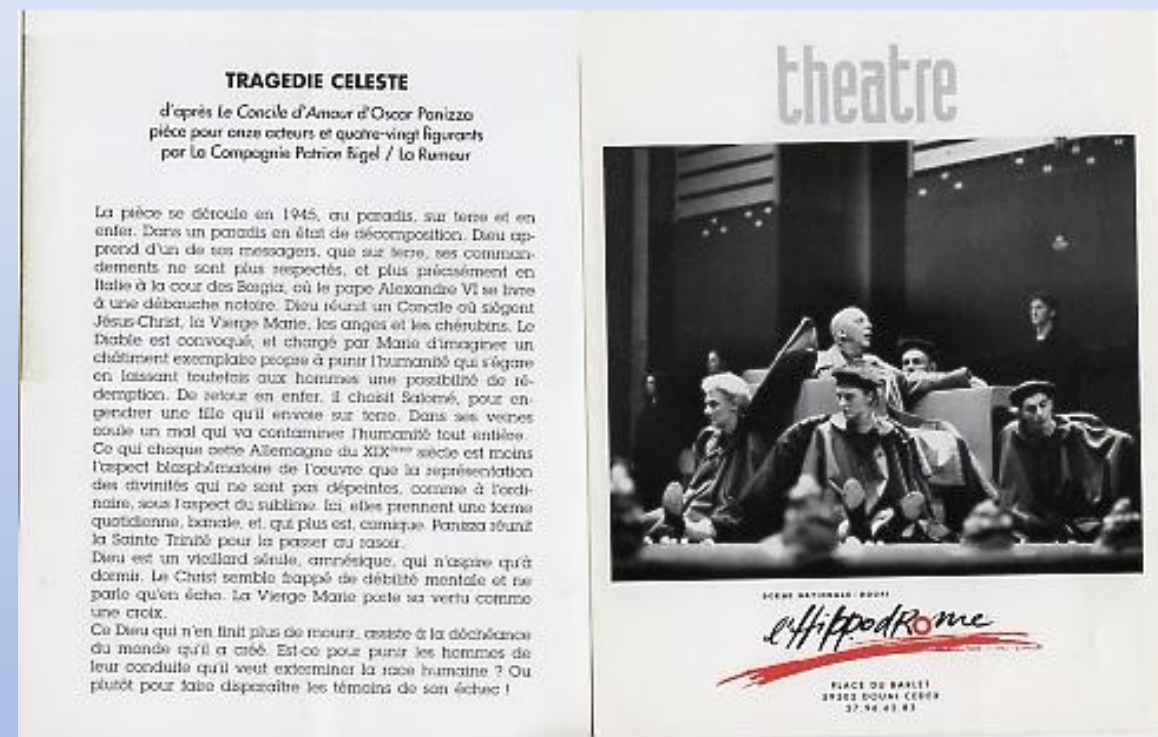 TRAGEDIE CELESTE
d'après Le Concile d'Amour d'Oscar Panizza
pièce pour onze acteurs et quatre-vingt figurants
par La Compagnie Patrice Bigel / La Rumeur
La pièce se déroule en 1945, au paradis, sur terre et en
enfer. Dans un paradis en état de décomposition. Dieu ap-
prend d'un de ses messagers, que sur terre, ses comman-
dements ne sont plus respectés, et plus précisément en
Italie à la cour des Borgia, où le pape Alexandre VI se livre
à une débauche notoire. Dieu réunit un Concile où siègent
Jésus-Christ, la Vierge Marie, les anges et les chérubins. Le
Diable est convoqué, et chargé par Marie d'imaginer un
châtiment exemplaire propre à punir l'humanité qui s'égare
en laissant toutefois aux hommes une possibilité de ré-
demption. De retour en enfer, il choisit Salomé, pour en-
gendrer une fille qu'il envoie sur terre. Dans ses veines
coule un mal qui va contaminer l'humanité tout entière.
Ce qui choque cette Allemagne du XIXème siècle est moins
l'aspect blasphématoire de l'œuvre que la représentation
des divinités qui ne sont pas dépeintes, comme à l'ordi-
naire, sous l'aspect du sublime. Ici, elles prennent une forme
quotidienne, banale, et, qui plus est, comique. Panizza réunit
la Sainte Trinité pour la passer au rasoir.
Dieu est un vieillard sénile, amnésique, qui n'aspire qu'à
dormir. Le Christ semble frappé de débilité mentale et ne
parle qu'en écho. La Vierge Marie porte sa vertu comme
une croix.
Ce Dieu qui n'en finit plus de mourir, assiste à la déchéance
du monde qu'il a créé. Est-ce pour punir les hommes de
leur conduite qu'il veut exterminer la race humaine ? Ou
plutôt pour faire disparaître les témoins de son échec !
theatre
SCENE NATIONALE DOUAI
l'HippodRome
PLACE DU BARLET
59502 DOUAI CEDEX
27.96.62.83